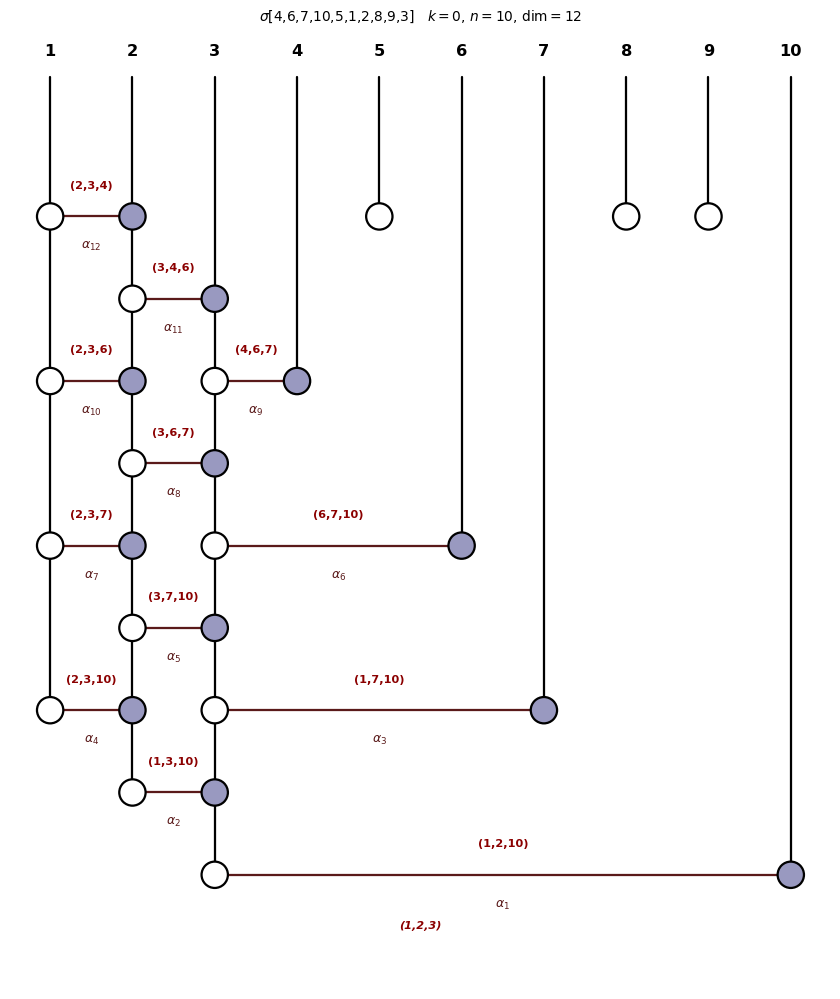 σ[4,6,7,10,5,1,2,8,9,3]   k=0, n=10, dim=12
1 2 3 4 5 6 7 8 9 10
(2,3,4)
α₁₂
(3,4,6)
α₁₁
(2,3,6) (4,6,7)
α₁₀ α₉
(3,6,7)
α₈
(2,3,7) (6,7,10)
α₇ α₆
(3,7,10)
α₅
(2,3,10) (1,7,10)
α₄ α₃
(1,3,10)
α₂
(1,2,10)
α₁
(1,2,3)